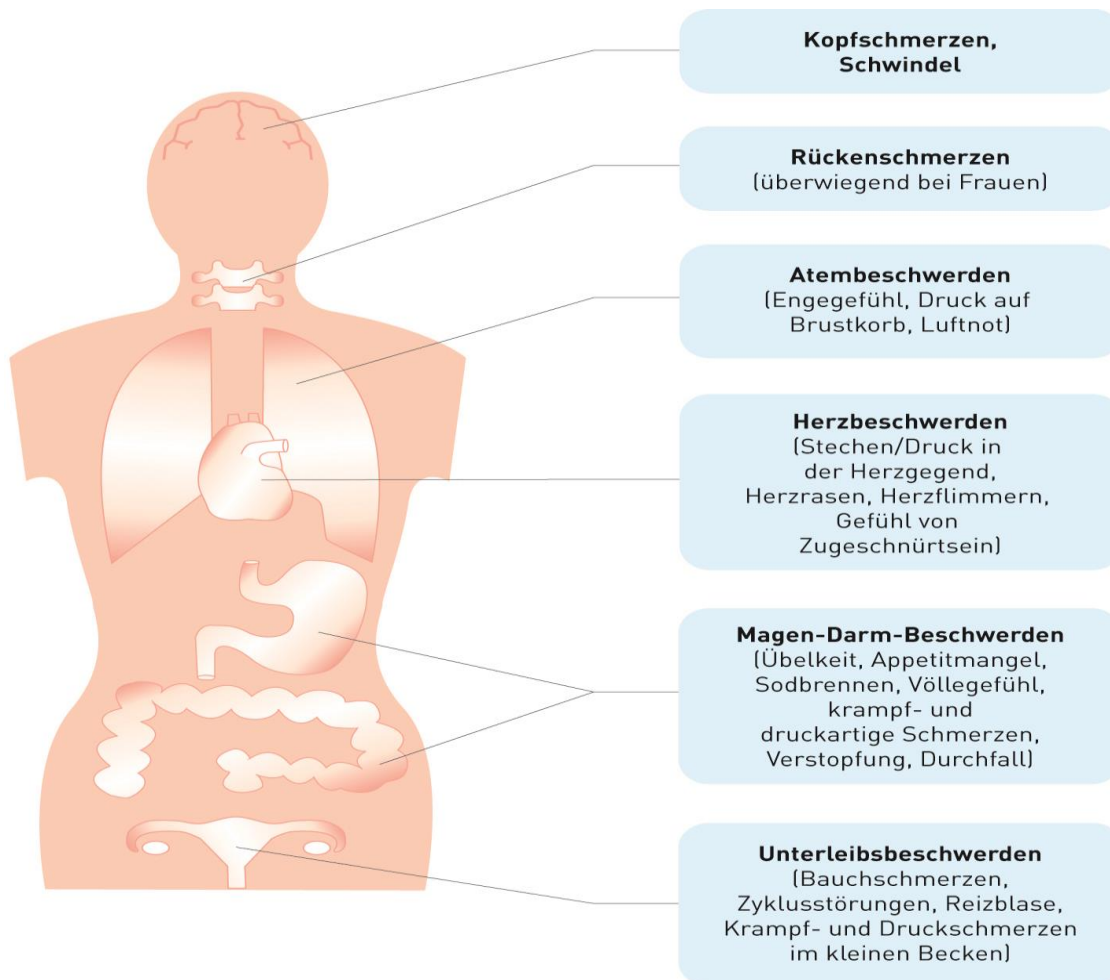 Kopfschmerzen,
Schwindel
Rückenschmerzen
(überwiegend bei Frauen)
Atembeschwerden
(Engegefühl, Druck auf
Brustkorb, Luftnot)
Herzbeschwerden
(Stechen/Druck in
der Herzgegend,
Herzrasen, Herzflimmern,
Gefühl von
Zugeschnürtsein)
Magen-Darm-Beschwerden
(Übelkeit, Appetitmangel,
Sodbrennen, Völlegefühl,
krampf- und
druckartige Schmerzen,
Verstopfung, Durchfall)
Unterleibsbeschwerden
(Bauchschmerzen,
Zyklusstörungen, Reizblase,
Krampf- und Druckschmerzen
im kleinen Becken)